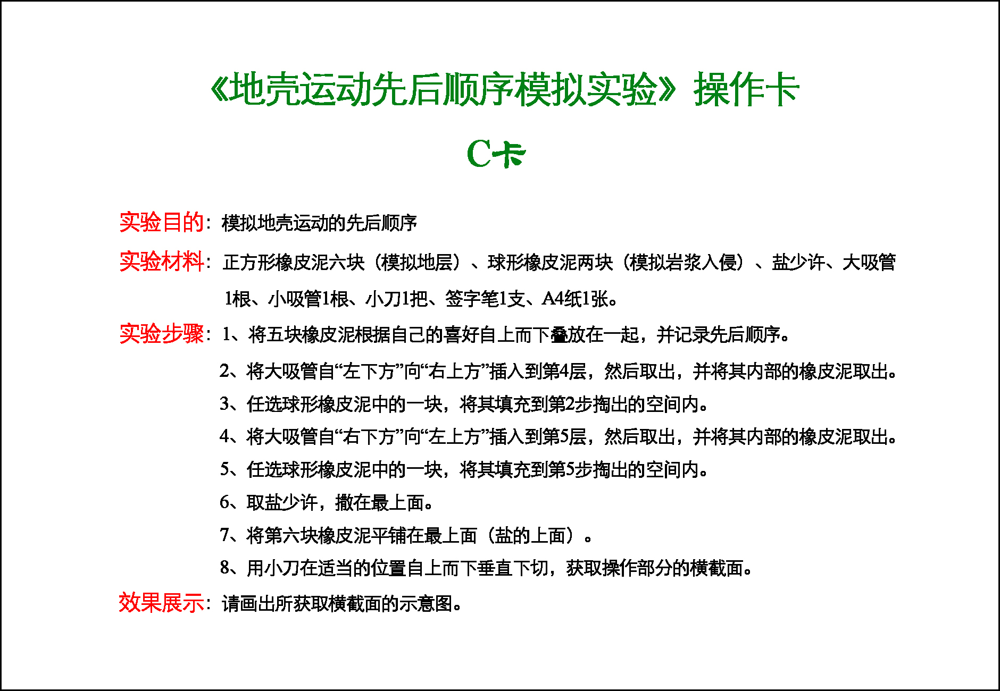 《地壳运动先后顺序模拟实验》操作卡
C卡
实验目的：模拟地壳运动的先后顺序
实验材料：正方形橡皮泥六块（模拟地层）、球形橡皮泥两块（模拟岩浆入侵）、盐少许、大吸管
1根、小吸管1根、小刀1把、签字笔1支、A4纸1张。
实验步骤：1、将五块橡皮泥根据自己的喜好自上而下叠放在一起，并记录先后顺序。
2、将大吸管自“左下方”向“右上方”插入到第4层，然后取出，并将其内部的橡皮泥取出。
3、任选球形橡皮泥中的一块，将其填充到第2步掏出的空间内。
4、将大吸管自“右下方”向“左上方”插入到第5层，然后取出，并将其内部的橡皮泥取出。
5、任选球形橡皮泥中的一块，将其填充到第5步掏出的空间内。
6、取盐少许，撒在最上面。
7、将第六块橡皮泥平铺在最上面（盐的上面）。
8、用小刀在适当的位置自上而下垂直下切，获取操作部分的横截面。
效果展示：请画出所获取横截面的示意图。